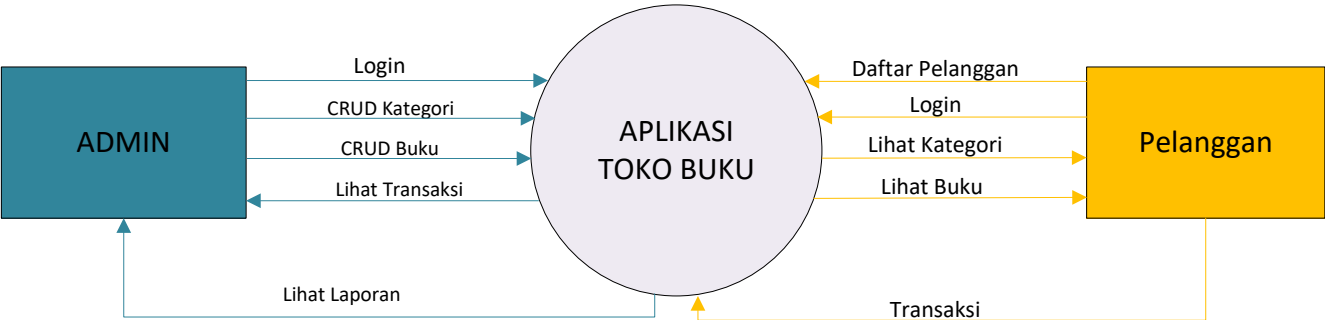 ADMIN
Login
CRUD Kategori
CRUD Buku
Lihat Transaksi
Lihat Laporan
APLIKASI
TOKO BUKU
Daftar Pelanggan
Login
Lihat Kategori
Lihat Buku
Transaksi
Pelanggan